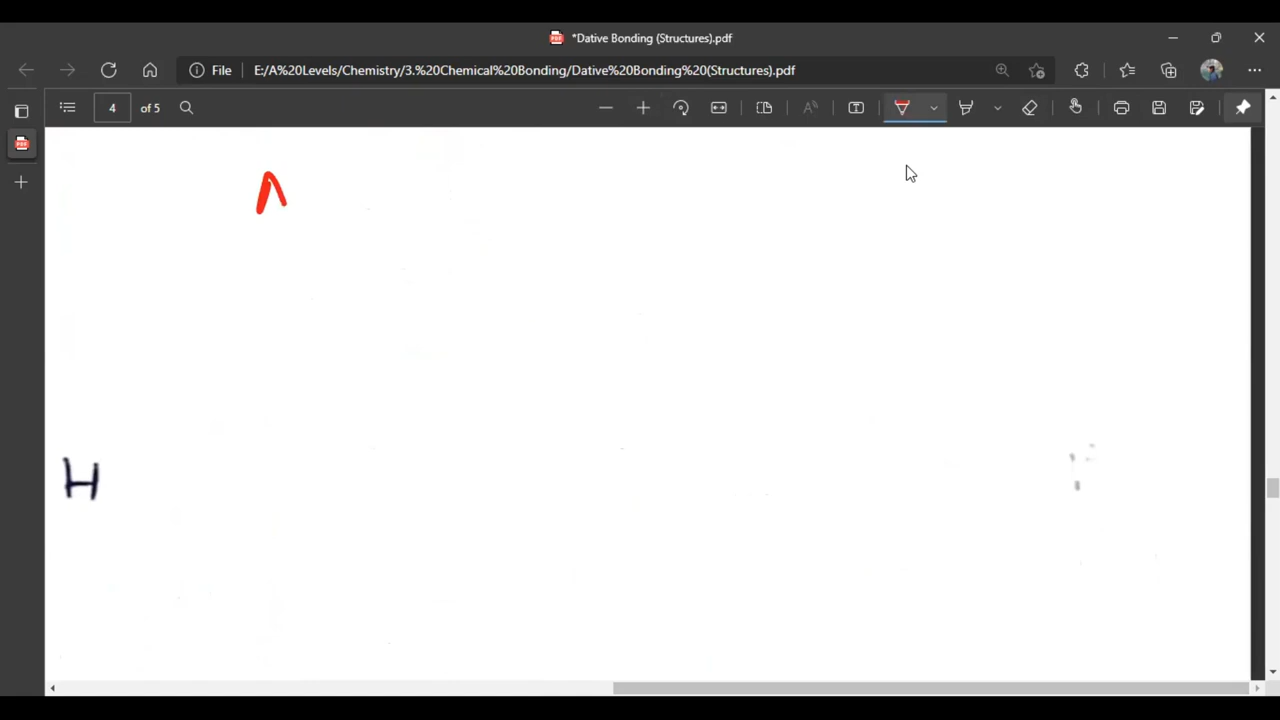 *Dative Bonding (Structures).pdf
File E:/A%20Levels/Chemistry/3.%20Chemical%20Bonding/Dative%20Bonding%20(Structures).pdf
4 of 5
H